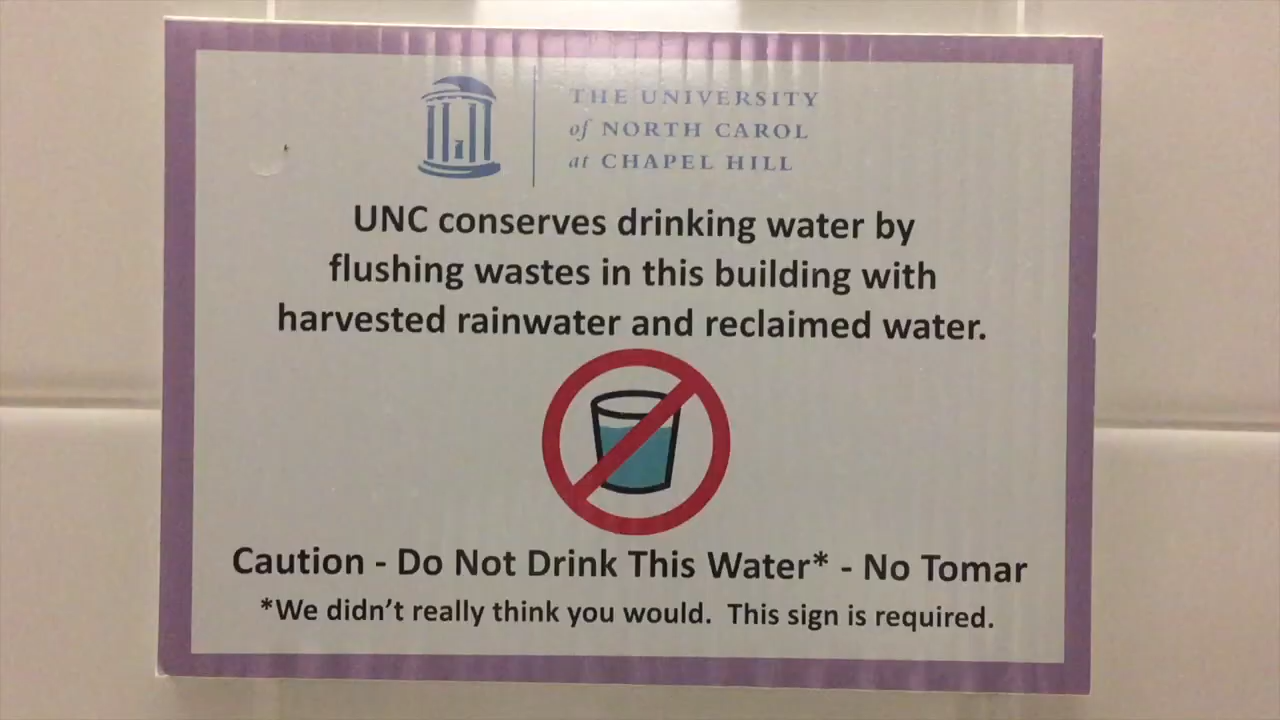 THE UNIVERSITY
of NORTH CAROL
at CHAPEL HILL
UNC conserves drinking water by
flushing wastes in this building with
harvested rainwater and reclaimed water.
Caution - Do Not Drink This Water* - No Tomar
*We didn't really think you would. This sign is required.